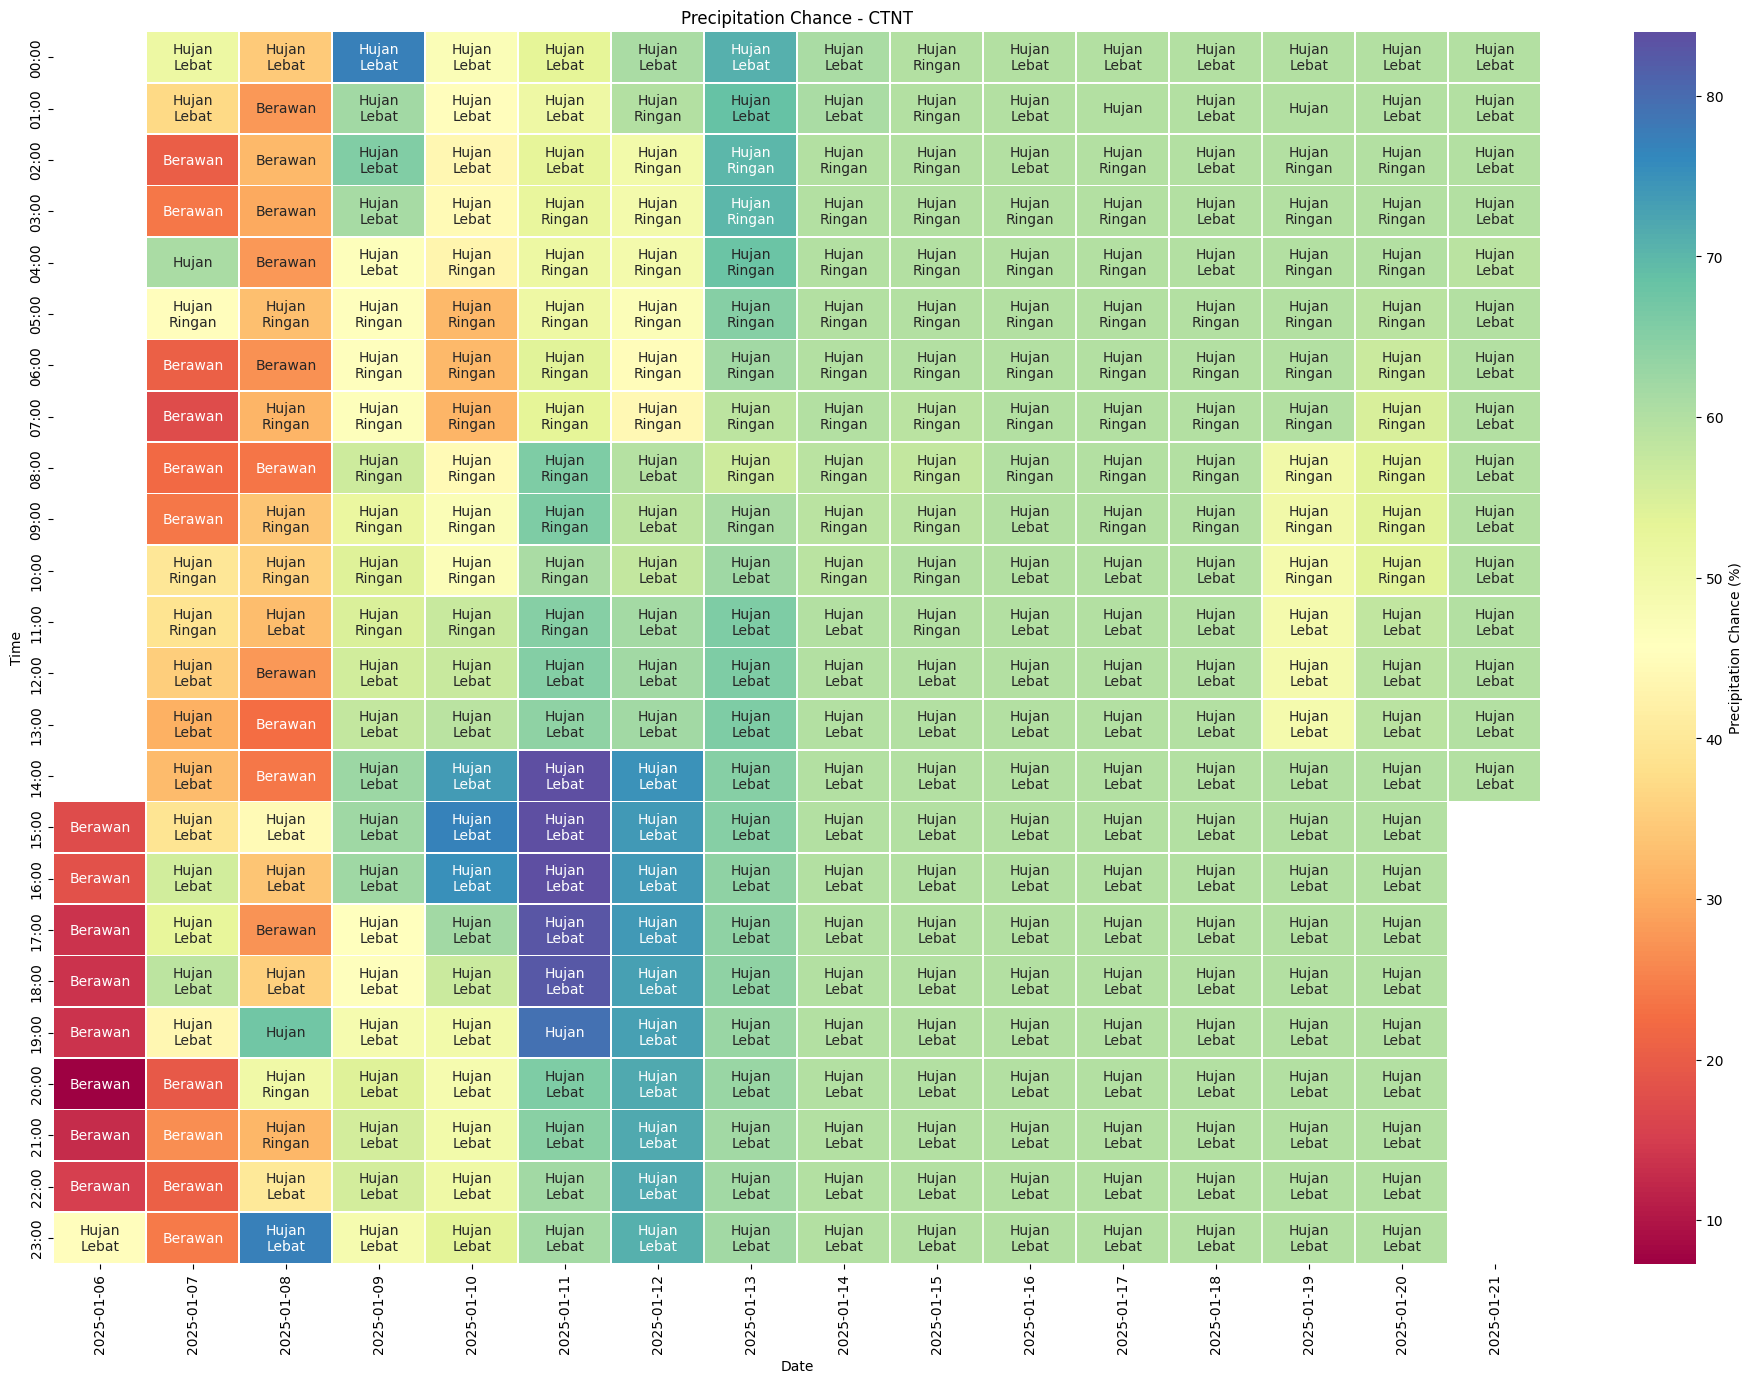 Precipitation Chance - CTNT
00:00 Hujan Lebat Hujan Lebat Hujan Lebat Hujan Lebat Hujan Lebat Hujan Lebat Hujan Lebat Hujan Lebat Hujan Ringan Hujan Lebat Hujan Lebat Hujan Lebat Hujan Lebat Hujan Lebat Hujan Lebat
01:00 Hujan Lebat Berawan Hujan Lebat Hujan Lebat Hujan Lebat Hujan Ringan Hujan Lebat Hujan Lebat Hujan Ringan Hujan Lebat Hujan Hujan Lebat Hujan Hujan Lebat Hujan Lebat
02:00 Berawan Berawan Hujan Lebat Hujan Lebat Hujan Lebat Hujan Ringan Hujan Ringan Hujan Ringan Hujan Ringan Hujan Lebat Hujan Ringan Hujan Lebat Hujan Ringan Hujan Ringan Hujan Lebat
03:00 Berawan Berawan Hujan Lebat Hujan Lebat Hujan Ringan Hujan Ringan Hujan Ringan Hujan Ringan Hujan Ringan Hujan Ringan Hujan Ringan Hujan Lebat Hujan Ringan Hujan Ringan Hujan Lebat
04:00 Hujan Berawan Hujan Lebat Hujan Ringan Hujan Ringan Hujan Ringan Hujan Ringan Hujan Ringan Hujan Ringan Hujan Ringan Hujan Ringan Hujan Lebat Hujan Ringan Hujan Ringan Hujan Lebat
05:00 Hujan Ringan Hujan Ringan Hujan Ringan Hujan Ringan Hujan Ringan Hujan Ringan Hujan Ringan Hujan Ringan Hujan Ringan Hujan Ringan Hujan Ringan Hujan Ringan Hujan Ringan Hujan Ringan Hujan Lebat
06:00 Berawan Berawan Hujan Ringan Hujan Ringan Hujan Ringan Hujan Ringan Hujan Ringan Hujan Ringan Hujan Ringan Hujan Ringan Hujan Ringan Hujan Ringan Hujan Ringan Hujan Ringan Hujan Lebat
07:00 Berawan Hujan Ringan Hujan Ringan Hujan Ringan Hujan Ringan Hujan Ringan Hujan Ringan Hujan Ringan Hujan Ringan Hujan Ringan Hujan Ringan Hujan Ringan Hujan Ringan Hujan Ringan Hujan Lebat
08:00 Berawan Berawan Hujan Ringan Hujan Ringan Hujan Ringan Hujan Lebat Hujan Ringan Hujan Ringan Hujan Ringan Hujan Ringan Hujan Ringan Hujan Ringan Hujan Ringan Hujan Ringan Hujan Lebat
09:00 Berawan Hujan Ringan Hujan Ringan Hujan Ringan Hujan Ringan Hujan Lebat Hujan Ringan Hujan Ringan Hujan Ringan Hujan Lebat Hujan Ringan Hujan Ringan Hujan Ringan Hujan Ringan Hujan Lebat
10:00 Hujan Ringan Hujan Ringan Hujan Ringan Hujan Ringan Hujan Ringan Hujan Lebat Hujan Lebat Hujan Ringan Hujan Ringan Hujan Lebat Hujan Lebat Hujan Lebat Hujan Ringan Hujan Ringan Hujan Lebat
11:00 Hujan Ringan Hujan Lebat Hujan Ringan Hujan Ringan Hujan Ringan Hujan Lebat Hujan Lebat Hujan Lebat Hujan Ringan Hujan Lebat Hujan Lebat Hujan Lebat Hujan Lebat Hujan Lebat Hujan Lebat
12:00 Hujan Lebat Berawan Hujan Lebat Hujan Lebat Hujan Lebat Hujan Lebat Hujan Lebat Hujan Lebat Hujan Lebat Hujan Lebat Hujan Lebat Hujan Lebat Hujan Lebat Hujan Lebat Hujan Lebat
13:00 Hujan Lebat Berawan Hujan Lebat Hujan Lebat Hujan Lebat Hujan Lebat Hujan Lebat Hujan Lebat Hujan Lebat Hujan Lebat Hujan Lebat Hujan Lebat Hujan Lebat Hujan Lebat Hujan Lebat
14:00 Hujan Lebat Berawan Hujan Lebat Hujan Lebat Hujan Lebat Hujan Lebat Hujan Lebat Hujan Lebat Hujan Lebat Hujan Lebat Hujan Lebat Hujan Lebat Hujan Lebat Hujan Lebat Hujan Lebat
15:00 Berawan Hujan Lebat Hujan Lebat Hujan Lebat Hujan Lebat Hujan Lebat Hujan Lebat Hujan Lebat Hujan Lebat Hujan Lebat Hujan Lebat Hujan Lebat Hujan Lebat Hujan Lebat Hujan Lebat
16:00 Berawan Hujan Lebat Hujan Lebat Hujan Lebat Hujan Lebat Hujan Lebat Hujan Lebat Hujan Lebat Hujan Lebat Hujan Lebat Hujan Lebat Hujan Lebat Hujan Lebat Hujan Lebat Hujan Lebat
17:00 Berawan Hujan Lebat Berawan Hujan Lebat Hujan Lebat Hujan Lebat Hujan Lebat Hujan Lebat Hujan Lebat Hujan Lebat Hujan Lebat Hujan Lebat Hujan Lebat Hujan Lebat Hujan Lebat
18:00 Berawan Hujan Lebat Hujan Lebat Hujan Lebat Hujan Lebat Hujan Lebat Hujan Lebat Hujan Lebat Hujan Lebat Hujan Lebat Hujan Lebat Hujan Lebat Hujan Lebat Hujan Lebat Hujan Lebat
19:00 Berawan Hujan Lebat Hujan Hujan Lebat Hujan Lebat Hujan Hujan Lebat Hujan Lebat Hujan Lebat Hujan Lebat Hujan Lebat Hujan Lebat Hujan Lebat Hujan Lebat Hujan Lebat
20:00 Berawan Berawan Hujan Ringan Hujan Lebat Hujan Lebat Hujan Lebat Hujan Lebat Hujan Lebat Hujan Lebat Hujan Lebat Hujan Lebat Hujan Lebat Hujan Lebat Hujan Lebat Hujan Lebat
21:00 Berawan Berawan Hujan Ringan Hujan Lebat Hujan Lebat Hujan Lebat Hujan Lebat Hujan Lebat Hujan Lebat Hujan Lebat Hujan Lebat Hujan Lebat Hujan Lebat Hujan Lebat Hujan Lebat
22:00 Berawan Berawan Hujan Lebat Hujan Lebat Hujan Lebat Hujan Lebat Hujan Lebat Hujan Lebat Hujan Lebat Hujan Lebat Hujan Lebat Hujan Lebat Hujan Lebat Hujan Lebat Hujan Lebat
23:00 Hujan Lebat Berawan Hujan Lebat Hujan Lebat Hujan Lebat Hujan Lebat Hujan Lebat Hujan Lebat Hujan Lebat Hujan Lebat Hujan Lebat Hujan Lebat Hujan Lebat Hujan Lebat Hujan Lebat
Time
2025-01-06 2025-01-07 2025-01-08 2025-01-09 2025-01-10 2025-01-11 2025-01-12 2025-01-13 2025-01-14 2025-01-15 2025-01-16 2025-01-17 2025-01-18 2025-01-19 2025-01-20 2025-01-21
Date
80
70
60
50
40
30
20
10
Precipitation Chance (%)